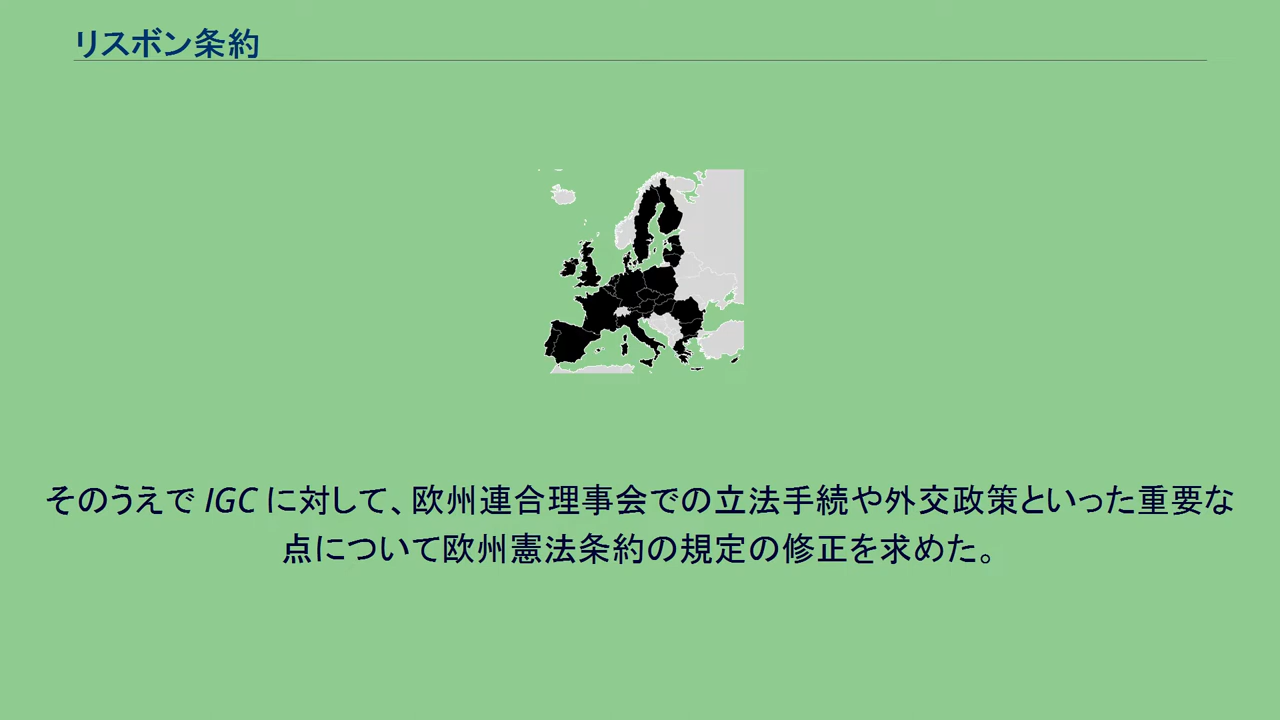 リスボン条約
そのうえで IGC に対して、欧州連合理事会での立法手続や外交政策といった重要な
点について欧州憲法条約の規定の修正を求めた。